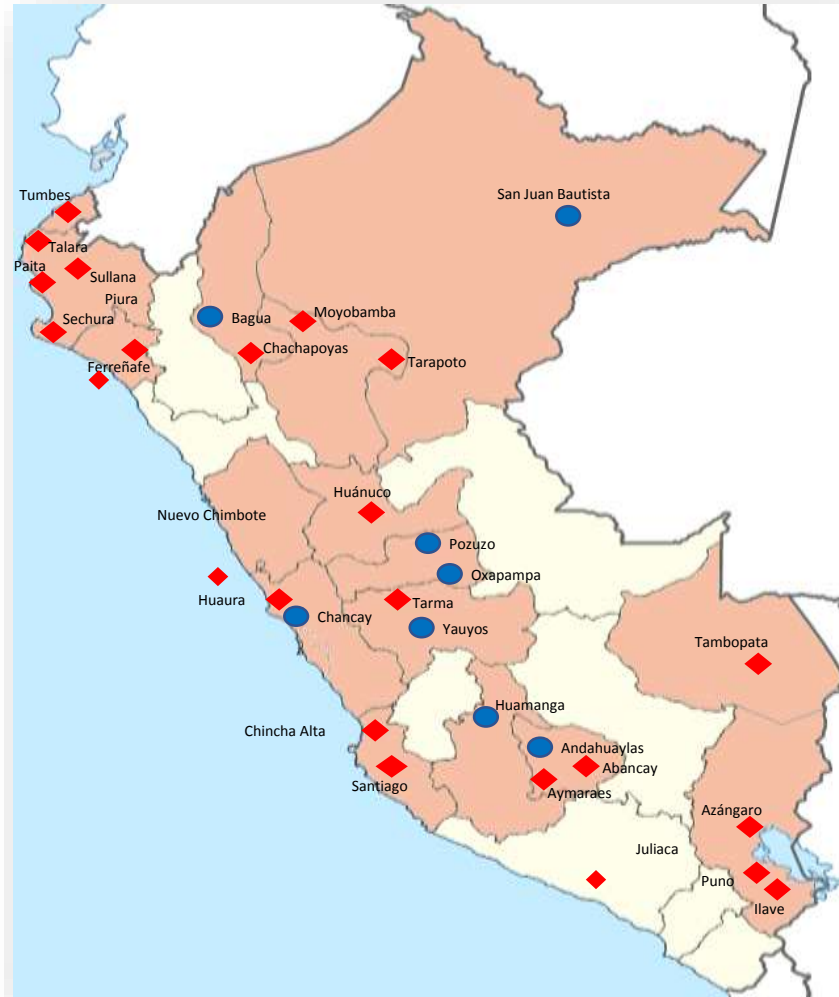 Tumbes
San Juan Bautista
Talara
Paita
Sullana
Piura
Sechura
Bagua
Moyobamba
Chachapoyas
Tarapoto
Ferreñafe
Huánuco
Nuevo Chimbote
Pozuzo
Oxapampa
Huaura
Tarma
Chancay
Yauyos
Tambopata
Huamanga
Chincha Alta
Andahuaylas
Abancay
Santiago
Aymaraes
Azángaro
Juliaca
Puno
Ilave